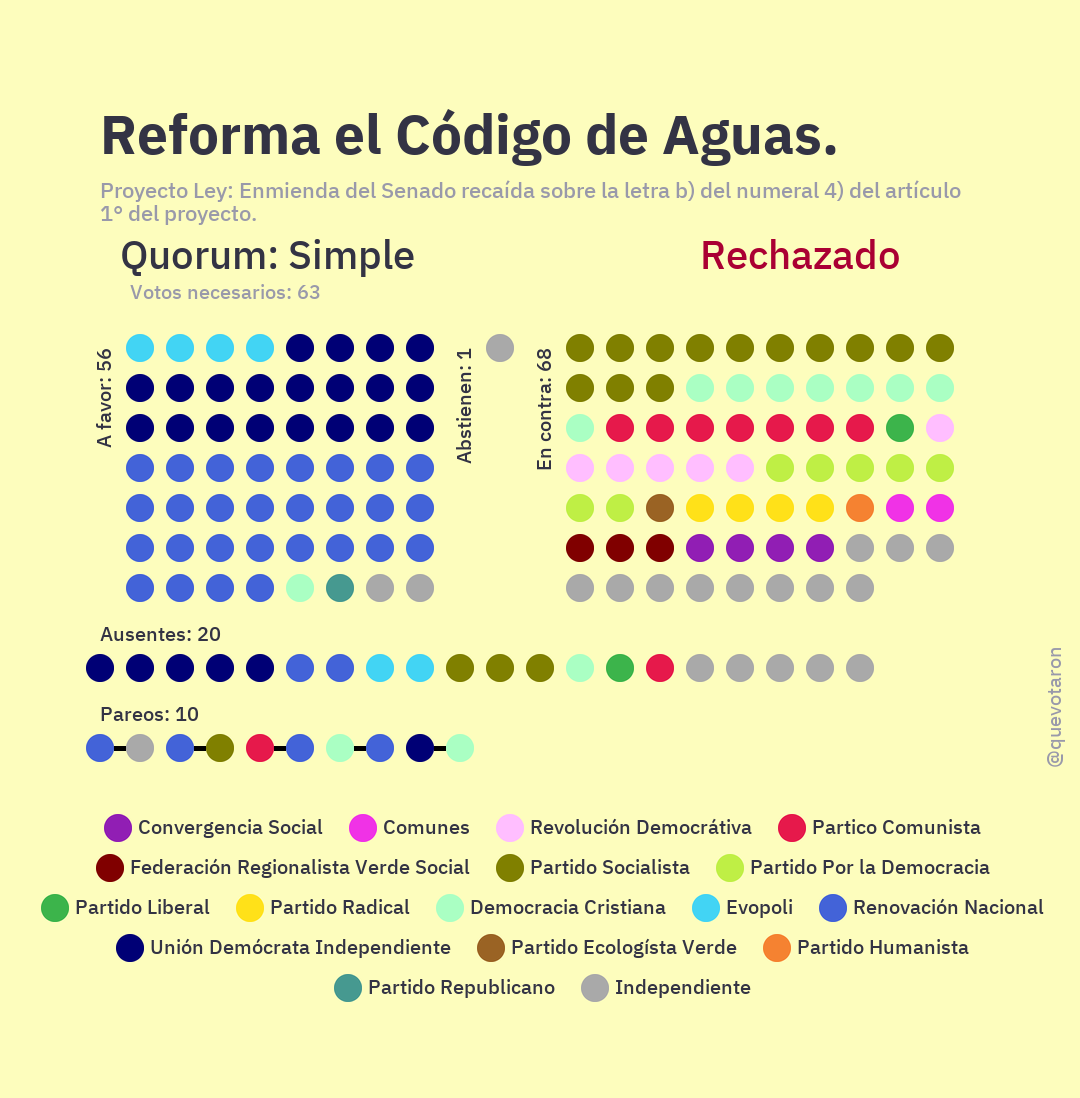 Reforma el Código de Aguas.
Proyecto Ley: Enmienda del Senado recaída sobre la letra b) del numeral 4) del artículo
1° del proyecto.
Quorum: Simple
Rechazado
Votos necesarios: 63
A favor: 56
Abstienen: 1
En contra: 68
Ausentes: 20
Pareos: 10
@quevotaron
Convergencia Social Comunes Revolución Democrátiva Partico Comunista
Federación Regionalista Verde Social Partido Socialista Partido Por la Democracia
Partido Liberal Partido Radical Democracia Cristiana Evopoli Renovación Nacional
Unión Demócrata Independiente Partido Ecologísta Verde Partido Humanista
Partido Republicano Independiente